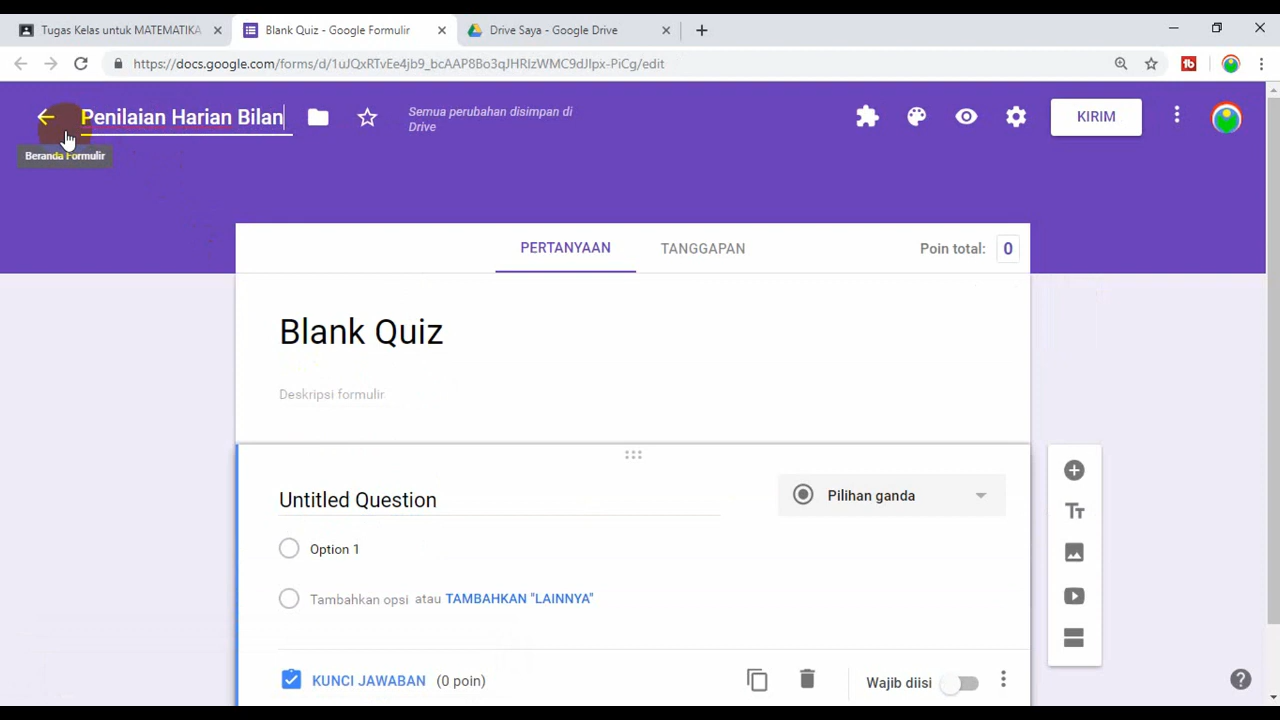 Tugas Kelas untuk MATEMATIKA
Blank Quiz - Google Formulir
Drive Saya - Google Drive
https://docs.google.com/forms/d/1uJQxRTvEe4jb9_bcAAP8Bo3qJHRIzWMC9dJIpx-PiCg/edit
Penilaian Harian Bilan
Semua perubahan disimpan di
Drive
KIRIM
Beranda Formulir
PERTANYAAN
TANGGAPAN
Poin total: 0
Blank Quiz
Deskripsi formulir
Untitled Question
Pilihan ganda
Option 1
Tambahkan opsi atau TAMBAHKAN "LAINNYA"
KUNCI JAWABAN (0 poin)
Wajib diisi